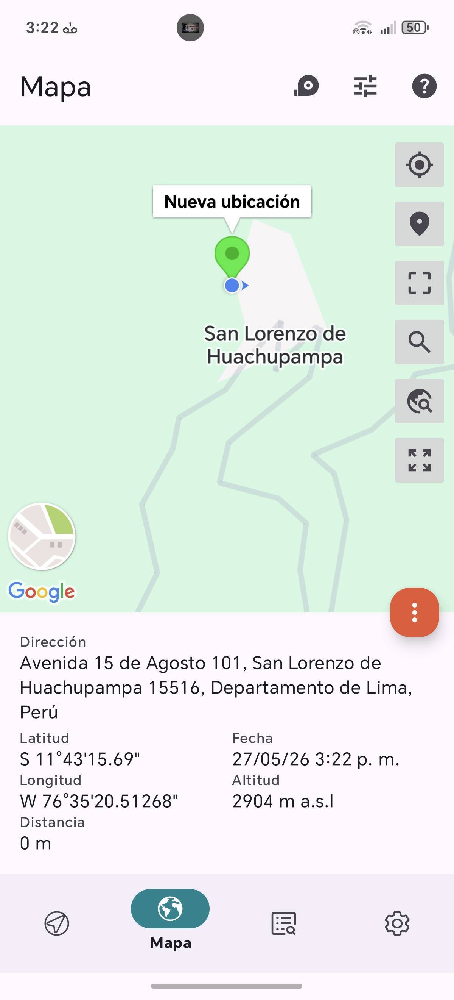 3:22
50
Mapa
Nueva ubicación
San Lorenzo de
Huachupampa
Google
Dirección
Avenida 15 de Agosto 101, San Lorenzo de
Huachupampa 15516, Departamento de Lima,
Perú
Latitud
S 11°43'15.69"
Fecha
27/05/26 3:22 p. m.
Longitud
W 76°35'20.51268"
Altitud
2904 m a.s.l
Distancia
0 m
Mapa